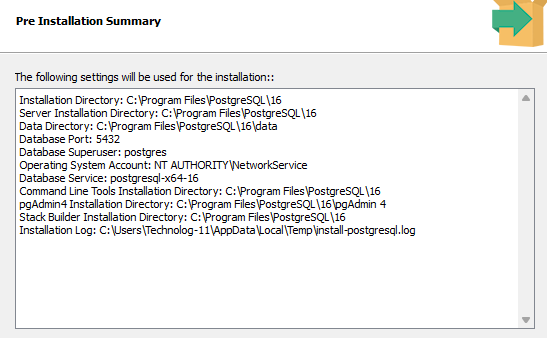 Pre Installation Summary
The following settings will be used for the installation::
Installation Directory: C:\Program Files\PostgreSQL\16
Server Installation Directory: C:\Program Files\PostgreSQL\16
Data Directory: C:\Program Files\PostgreSQL\16\data
Database Port: 5432
Database Superuser: postgres
Operating System Account: NT AUTHORITY\NetworkService
Database Service: postgresql-x64-16
Command Line Tools Installation Directory: C:\Program Files\PostgreSQL\16
pgAdmin4 Installation Directory: C:\Program Files\PostgreSQL\16\pgAdmin 4
Stack Builder Installation Directory: C:\Program Files\PostgreSQL\16
Installation Log: C:\Users\Technolog-11\AppData\Local\Temp\install-postgresql.log